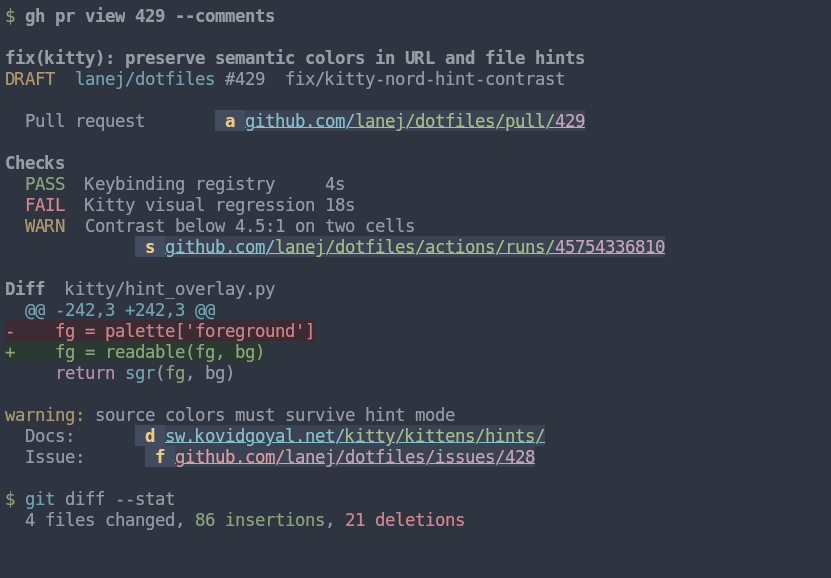 $ gh pr view 429 --comments
fix(kitty): preserve semantic colors in URL and file hints
DRAFT  lanej/dotfiles #429  fix/kitty-nord-hint-contrast
Pull request  a github.com/lanej/dotfiles/pull/429
Checks
PASS  Keybinding registry  4s
FAIL  Kitty visual regression 18s
WARN  Contrast below 4.5:1 on two cells
s github.com/lanej/dotfiles/actions/runs/45754336810
Diff  kitty/hint_overlay.py
@@ -242,3 +242,3 @@
-    fg = palette['foreground']
+    fg = readable(fg, bg)
return sgr(fg, bg)
warning: source colors must survive hint mode
Docs:  d sw.kovidgoyal.net/kitty/kittens/hints/
Issue:  f github.com/lanej/dotfiles/issues/428
$ git diff --stat
4 files changed, 86 insertions, 21 deletions